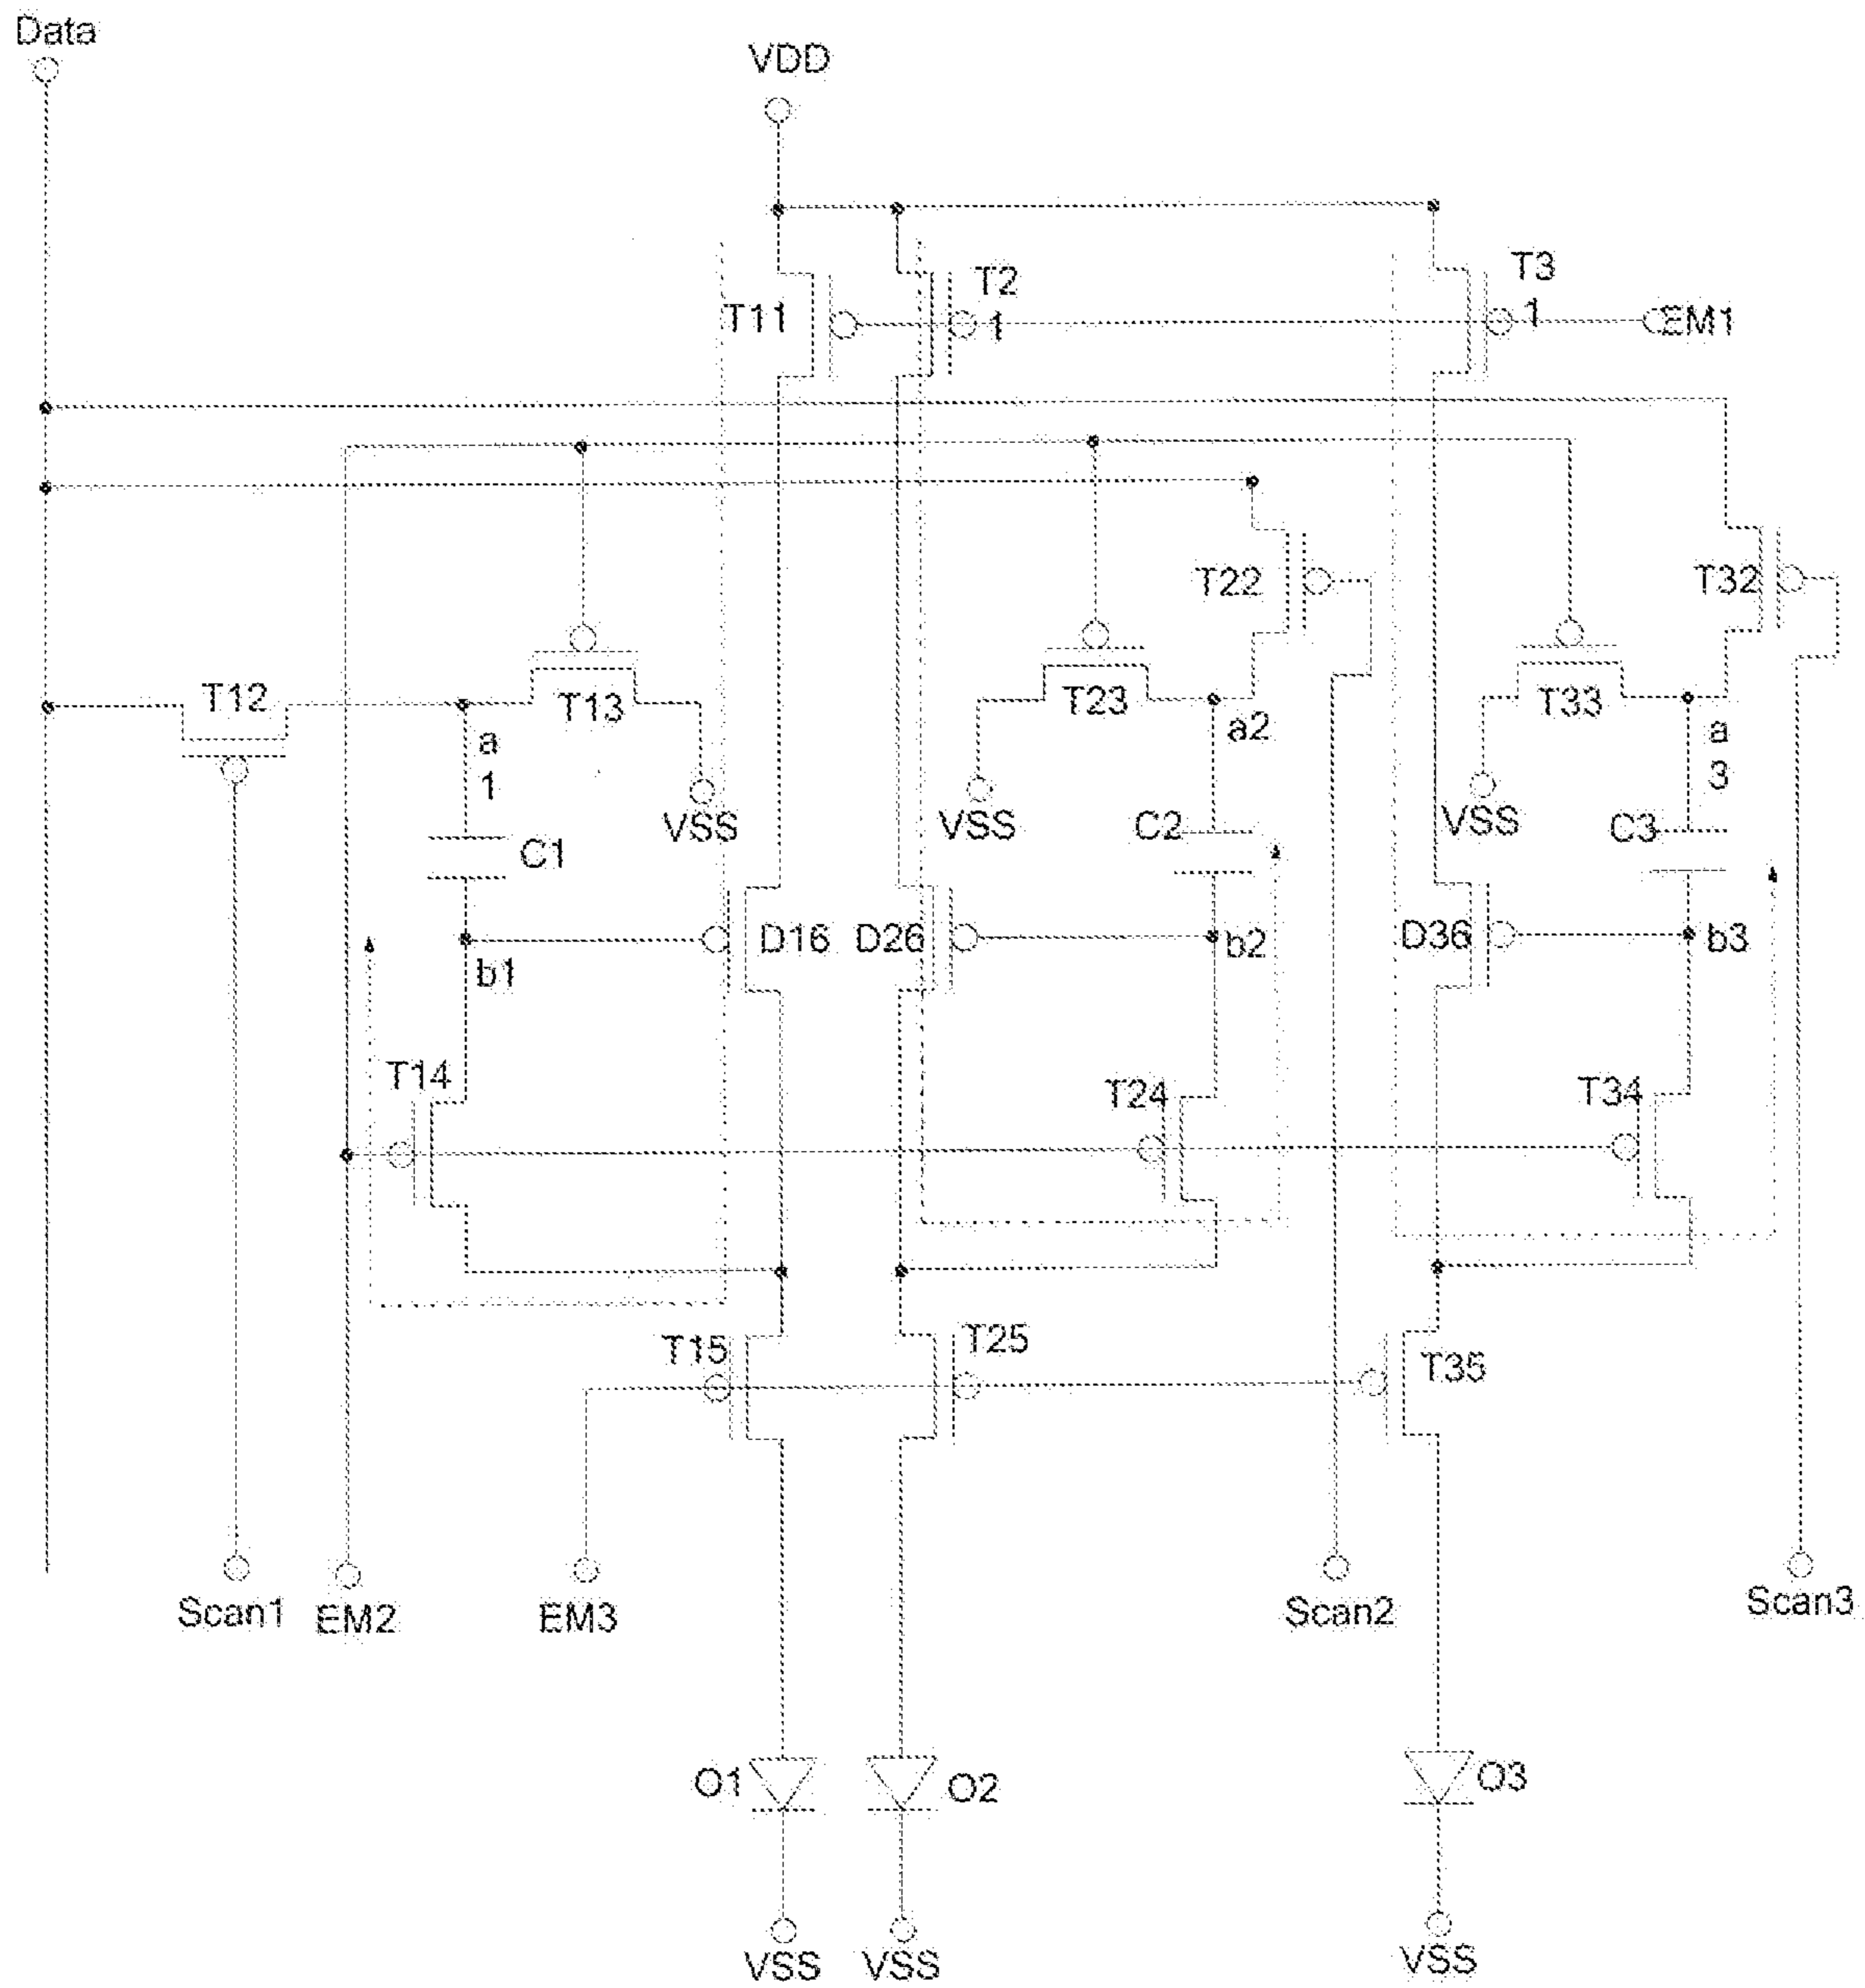 Data
VDD
T11
T2
1
T3
1
EM1
T12
T13
T22
T23
T32
T33
a
1
a2
a
3
VSS
VSS
VSS
C1
C2
C3
b1
D16
D26
b2
D36
b3
T14
T24
T34
T15
T25
T35
Scan1
EM2
EM3
Scan2
Scan3
O1
O2
O3
VSS
VSS
VSS